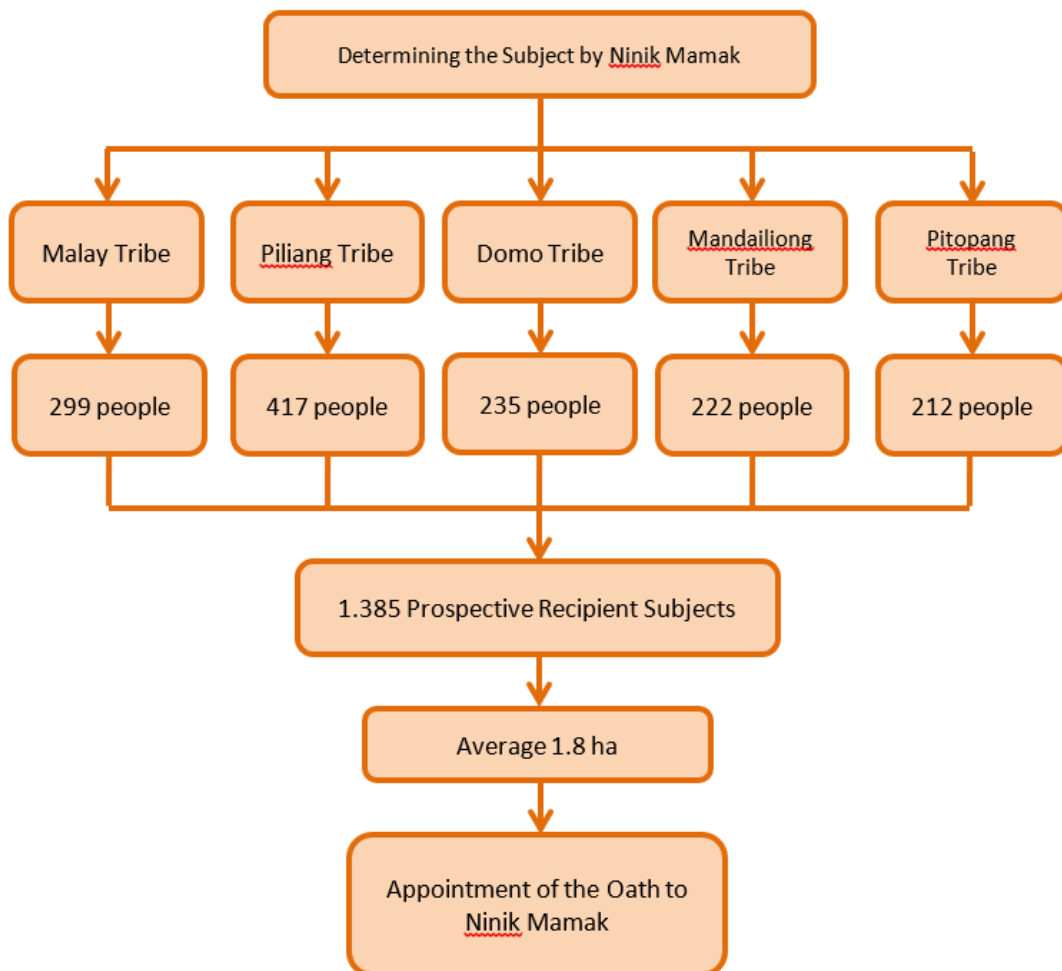 Determining the Subject by Ninik Mamak
Malay Tribe
Piliang Tribe
Domo Tribe
Mandailiong
Tribe
Pitopang
Tribe
299 people
417 people
235 people
222 people
212 people
1.385 Prospective Recipient Subjects
Average 1.8 ha
Appointment of the Oath to
Ninik Mamak